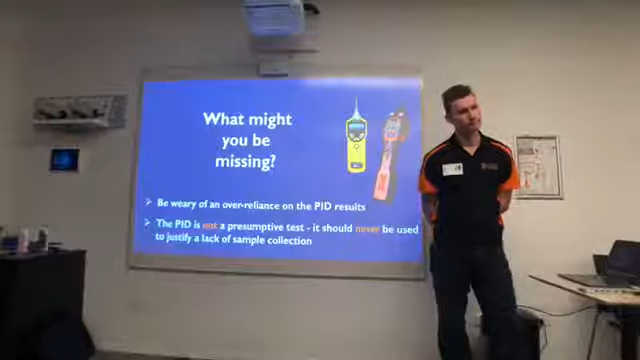 What might
you be
missing?
Be weary of an over-reliance on the PID results
The PID is not a presumptive test - it should never be used
to justify a lack of sample collection